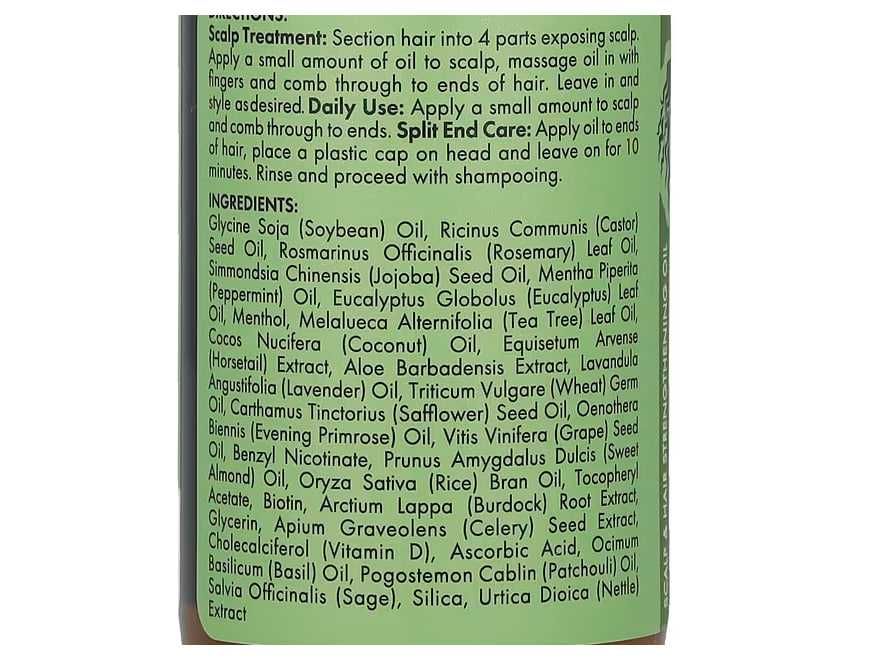 DIRECTIONS:
Scalp Treatment: Section hair into 4 parts exposing scalp.
Apply a small amount of oil to scalp, massage oil in with
fingers and comb through to ends of hair. Leave in and
style as desired. Daily Use: Apply a small amount to scalp
and comb through to ends. Split End Care: Apply oil to ends
of hair, place a plastic cap on head and leave on for 10
minutes. Rinse and proceed with shampooing.
INGREDIENTS:
Glycine Soja (Soybean) Oil, Ricinus Communis (Castor)
Seed Oil, Rosmarinus Officinalis (Rosemary) Leaf Oil,
Simmondsia Chinensis (Jojoba) Seed Oil, Mentha Piperita
(Peppermint) Oil, Eucalyptus Globolus (Eucalyptus) Leaf
Oil, Menthol, Melalueca Alternifolia (Tea Tree) Leaf Oil,
Cocos Nucifera (Coconut) Oil, Equisetum Arvense
(Horsetail) Extract, Aloe Barbadensis Extract, Lavandula
Angustifolia (Lavender) Oil, Triticum Vulgare (Wheat) Germ
Oil, Carthamus Tinctorius (Safflower) Seed Oil, Oenothera
Biennis (Evening Primrose) Oil, Vitis Vinifera (Grape) Seed
Oil, Benzyl Nicotinate, Prunus Amygdalus Dulcis (Sweet
Almond) Oil, Oryza Sativa (Rice) Bran Oil, Tocopheryl
Acetate, Biotin, Arctium Lappa (Burdock) Root Extract,
Glycerin, Apium Graveolens (Celery) Seed Extract,
Cholecalciferol (Vitamin D), Ascorbic Acid, Ocimum
Basilicum (Basil) Oil, Pogostemon Cablin (Patchouli) Oil,
Salvia Officinalis (Sage), Silica, Urtica Dioica (Nettle)
Extract
SCALP & HAIR STRENGTHENING OIL